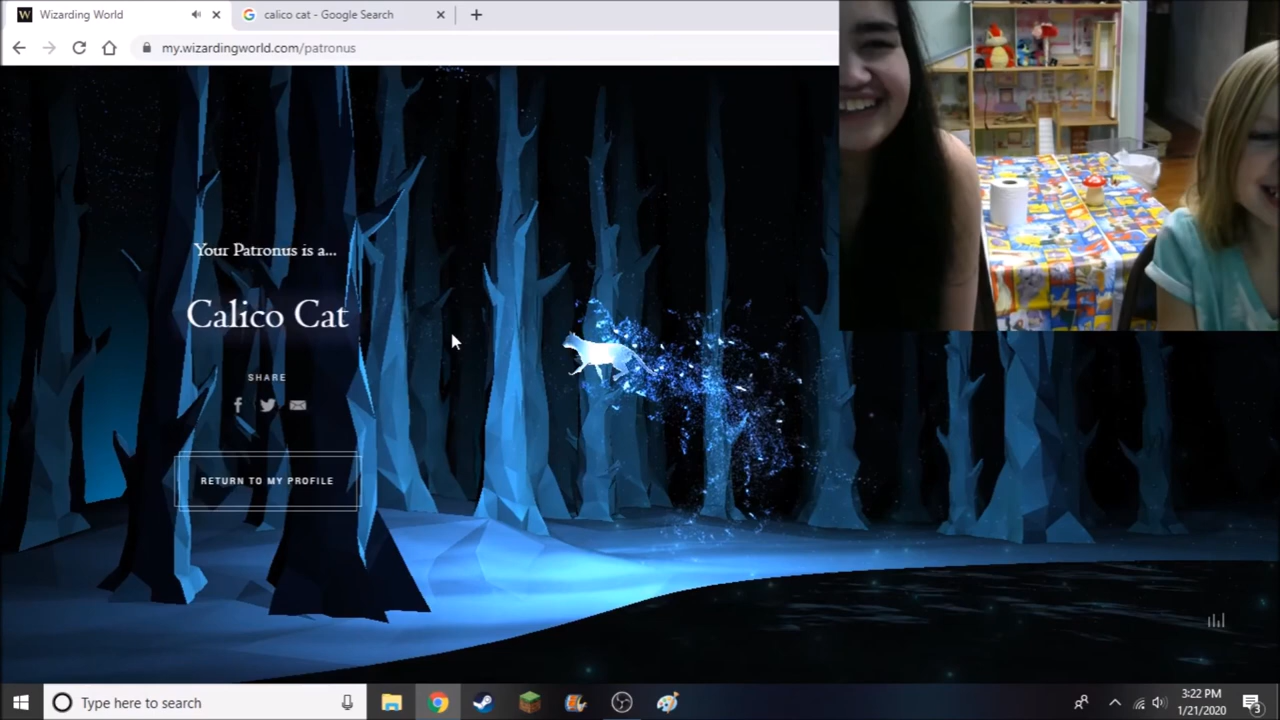 W Wizarding World
calico cat - Google Search
my.wizardingworld.com/patronus
Your Patronus is a...
Calico Cat
SHARE
RETURN TO MY PROFILE
Type here to search
3:22 PM
1/21/2020
3